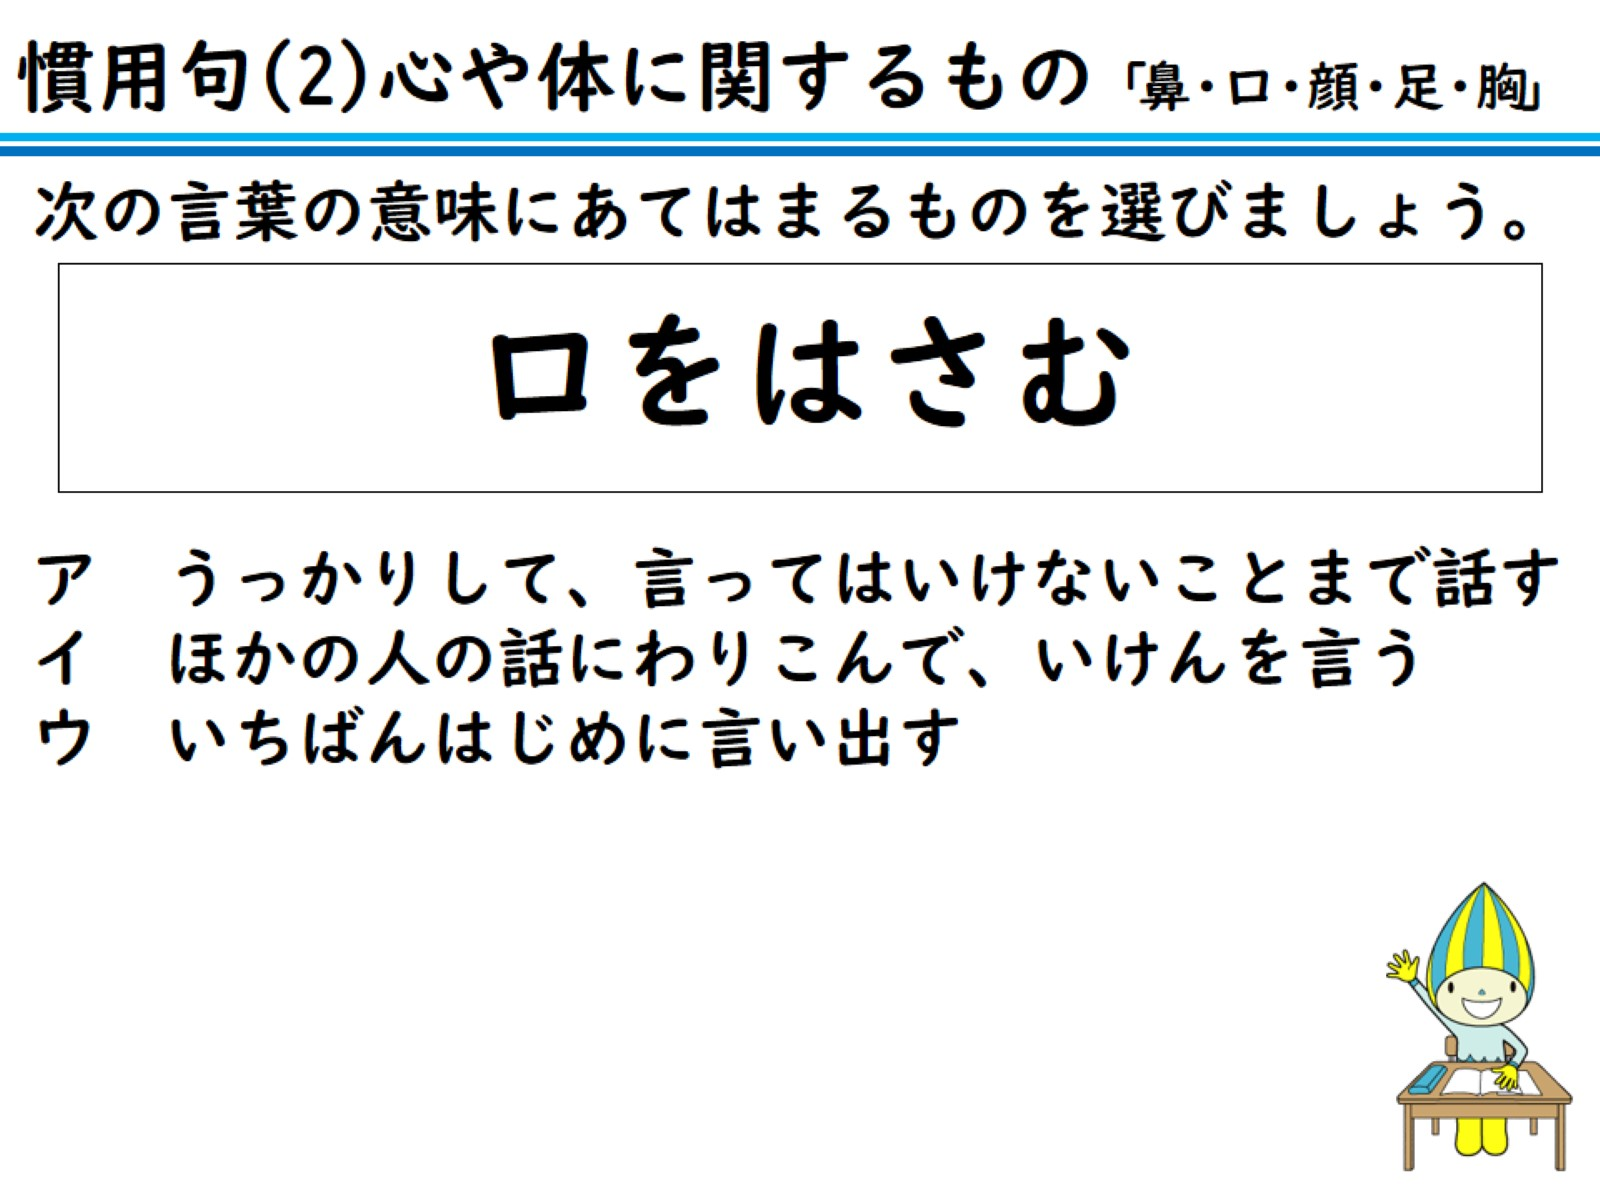 慣用句(2)心や体に関するもの「鼻・口・顔・足・胸」
次の言葉の意味にあてはまるものを選びましょう。
口をはさむ
ア　うっかりして、言ってはいけないことまで話す
イ　ほかの人の話にわりこんで、いけんを言う
ウ　いちばんはじめに言い出す